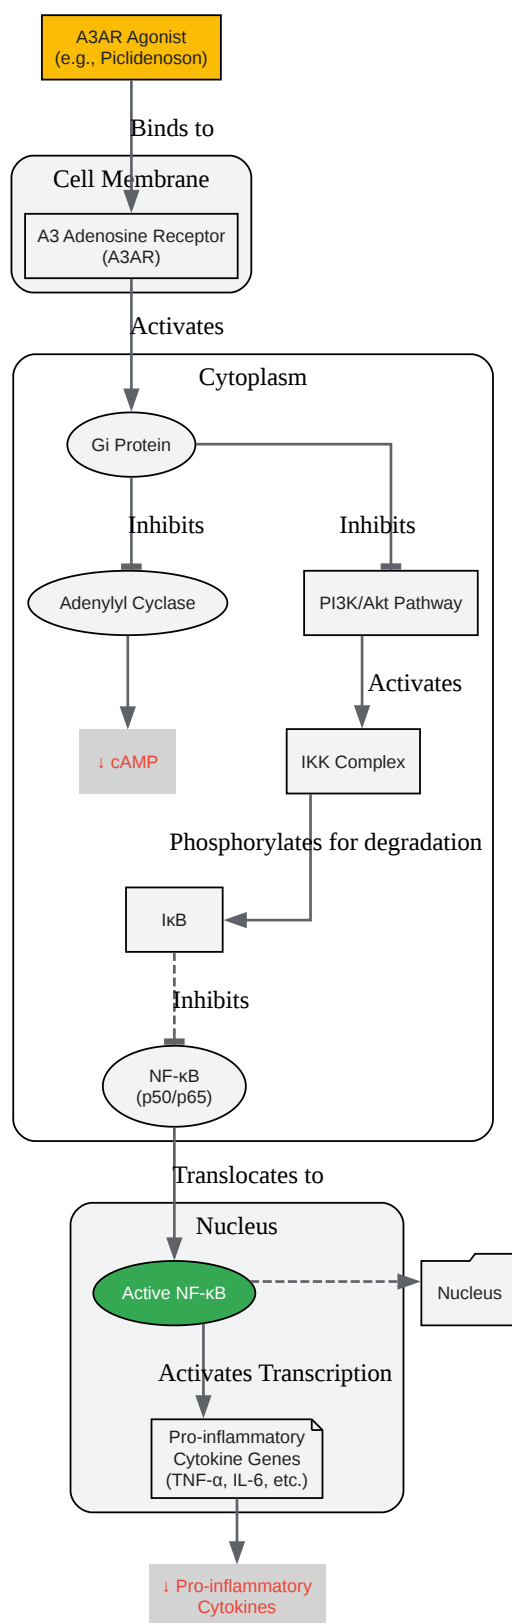 A3AR Agonist
(e.g., Piclidenoson)
Binds to
Cell Membrane
A3 Adenosine Receptor
(A3AR)
Activates
Cytoplasm
Gi Protein
Inhibits
Inhibits
Adenylyl Cyclase
PI3K/Akt Pathway
Activates
↓ cAMP
IKK Complex
Phosphorylates for degradation
IκB
Inhibits
NF-κB
(p50/p65)
Translocates to
Nucleus
Active NF-κB
Nucleus
Activates Transcription
Pro-inflammatory
Cytokine Genes
(TNF-α, IL-6, etc.)
↓ Pro-inflammatory
Cytokines